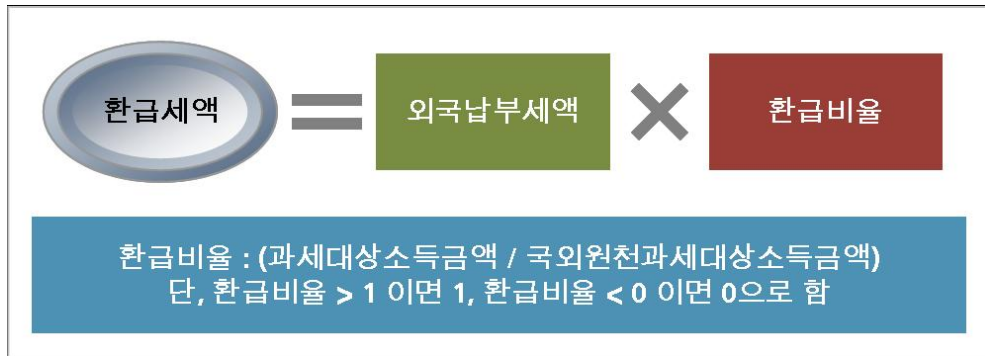 환급세액 = 외국납부세액 × 환급비율
환급비율 : (과세대상소득금액 / 국외원천과세대상소득금액)
단, 환급비율 > 1 이면 1, 환급비율 < 0 이면 0으로 함